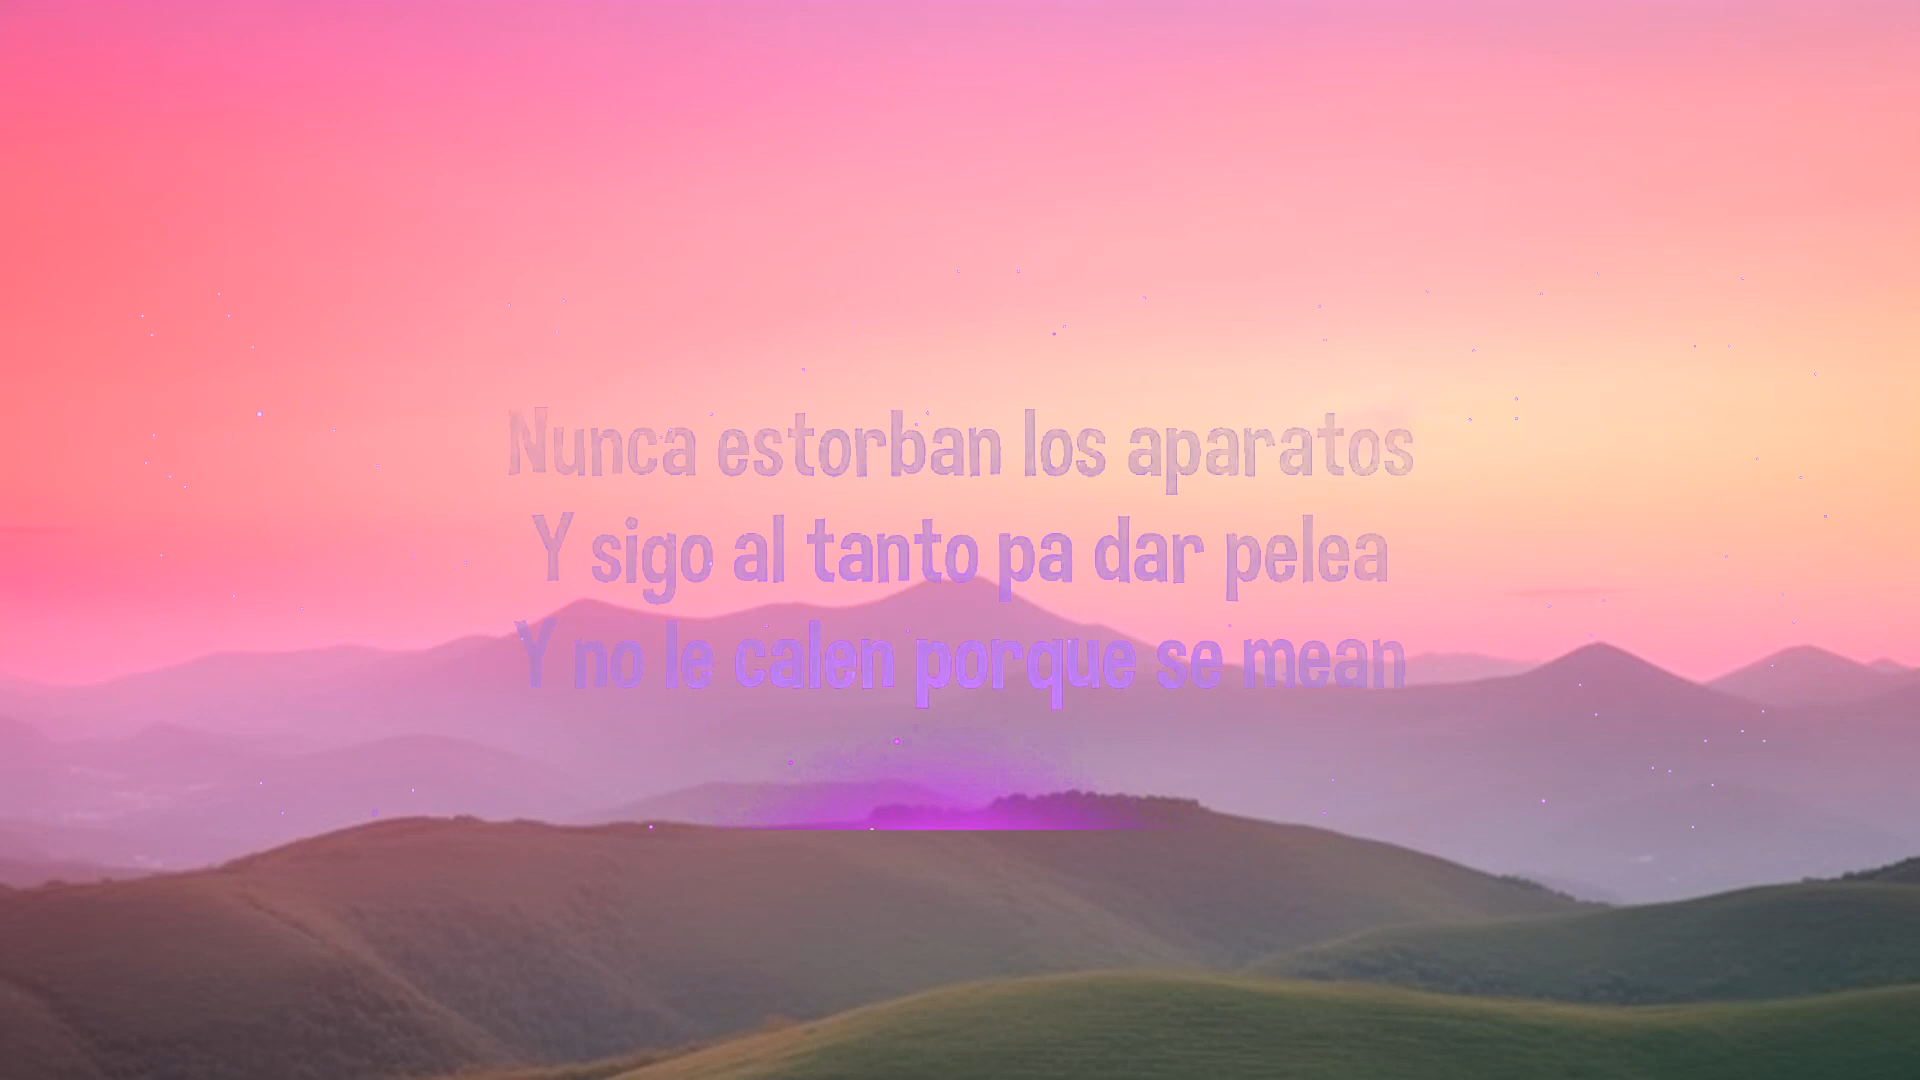 Nunca estorban los aparatos
Y sigo al tanto pa dar pelea
Y no le calen porque se mean